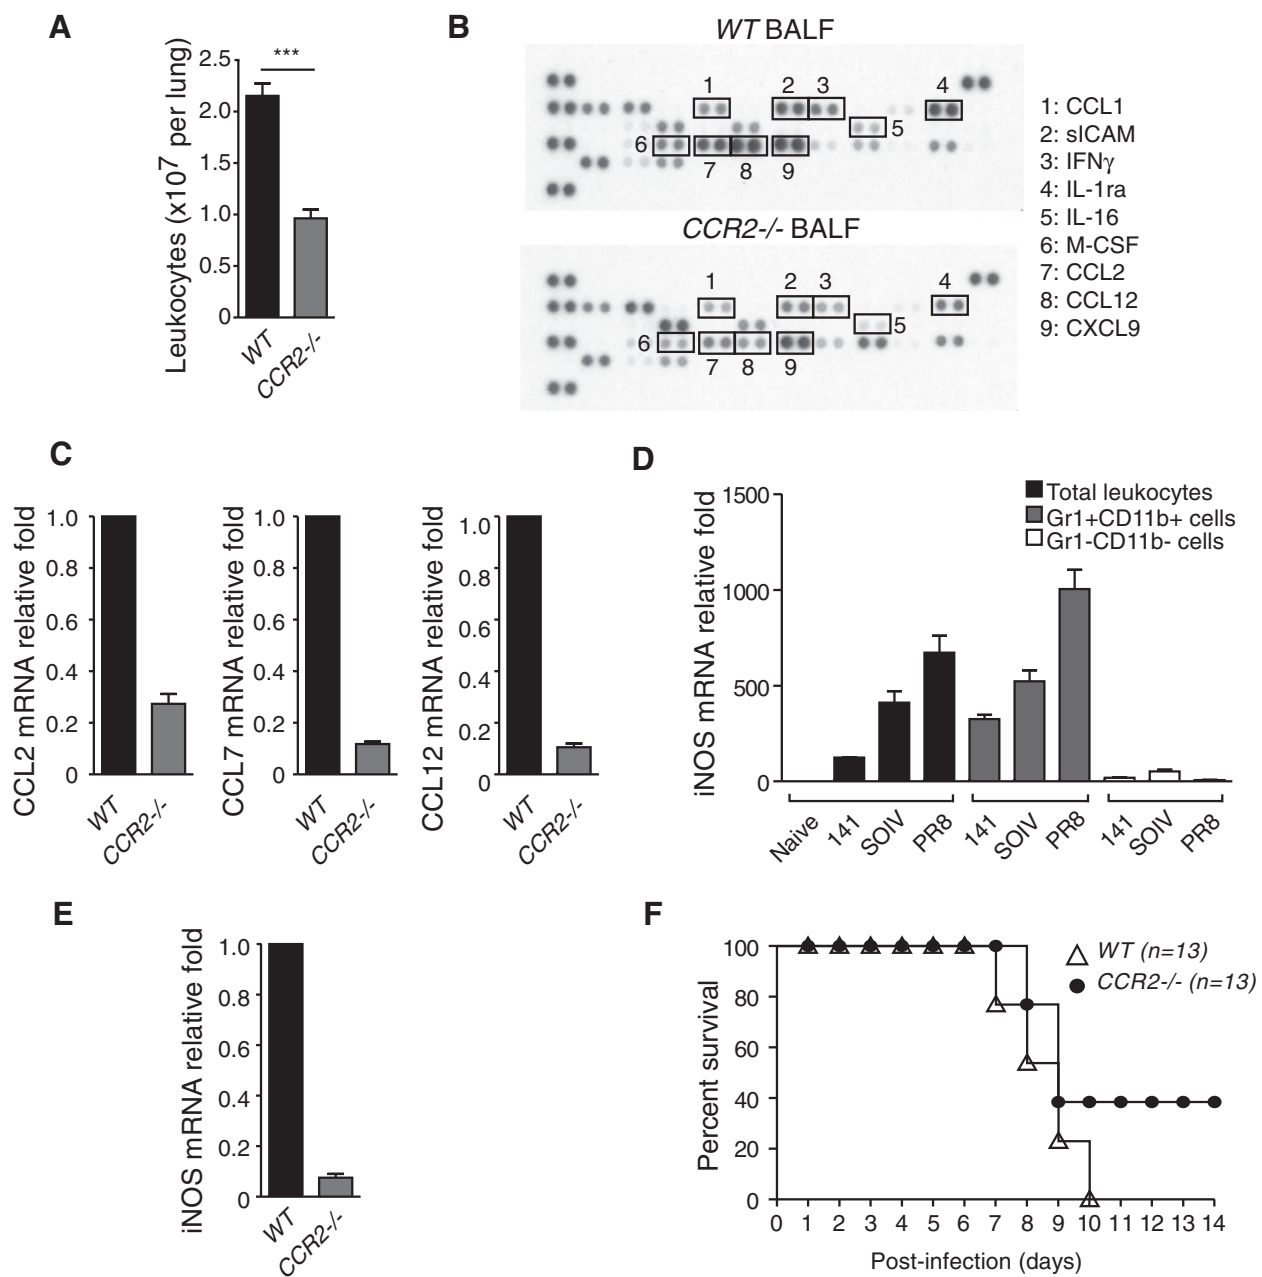 A
Leukocytes (x10^7 per lung)
2.5
2.0
1.5
1.0
0.5
0
***
WT
CCR2-/-
B
WT BALF
1
2
3
4
5
6
7
8
9
CCR2-/- BALF
1
2
3
4
5
6
7
8
9
1: CCL1
2: sICAM
3: IFNγ
4: IL-1ra
5: IL-16
6: M-CSF
7: CCL2
8: CCL12
9: CXCL9
C
CCL2 mRNA relative fold
1.0
0.8
0.6
0.4
0.2
0
WT
CCR2-/-
CCL7 mRNA relative fold
1.0
0.8
0.6
0.4
0.2
0
WT
CCR2-/-
CCL12 mRNA relative fold
1.0
0.8
0.6
0.4
0.2
0
WT
CCR2-/-
D
iNOS mRNA relative fold
1500
1000
500
0
Total leukocytes
Gr1+CD11b+ cells
Gr1-CD11b- cells
Naive
141
SOIV
PR8
141
SOIV
PR8
141
SOIV
PR8
E
iNOS mRNA relative fold
1.0
0.8
0.6
0.4
0.2
0
WT
CCR2-/-
F
Percent survival
100
80
60
40
20
0
WT (n=13)
CCR2-/- (n=13)
0 1 2 3 4 5 6 7 8 9 10 11 12 13 14
Post-infection (days)